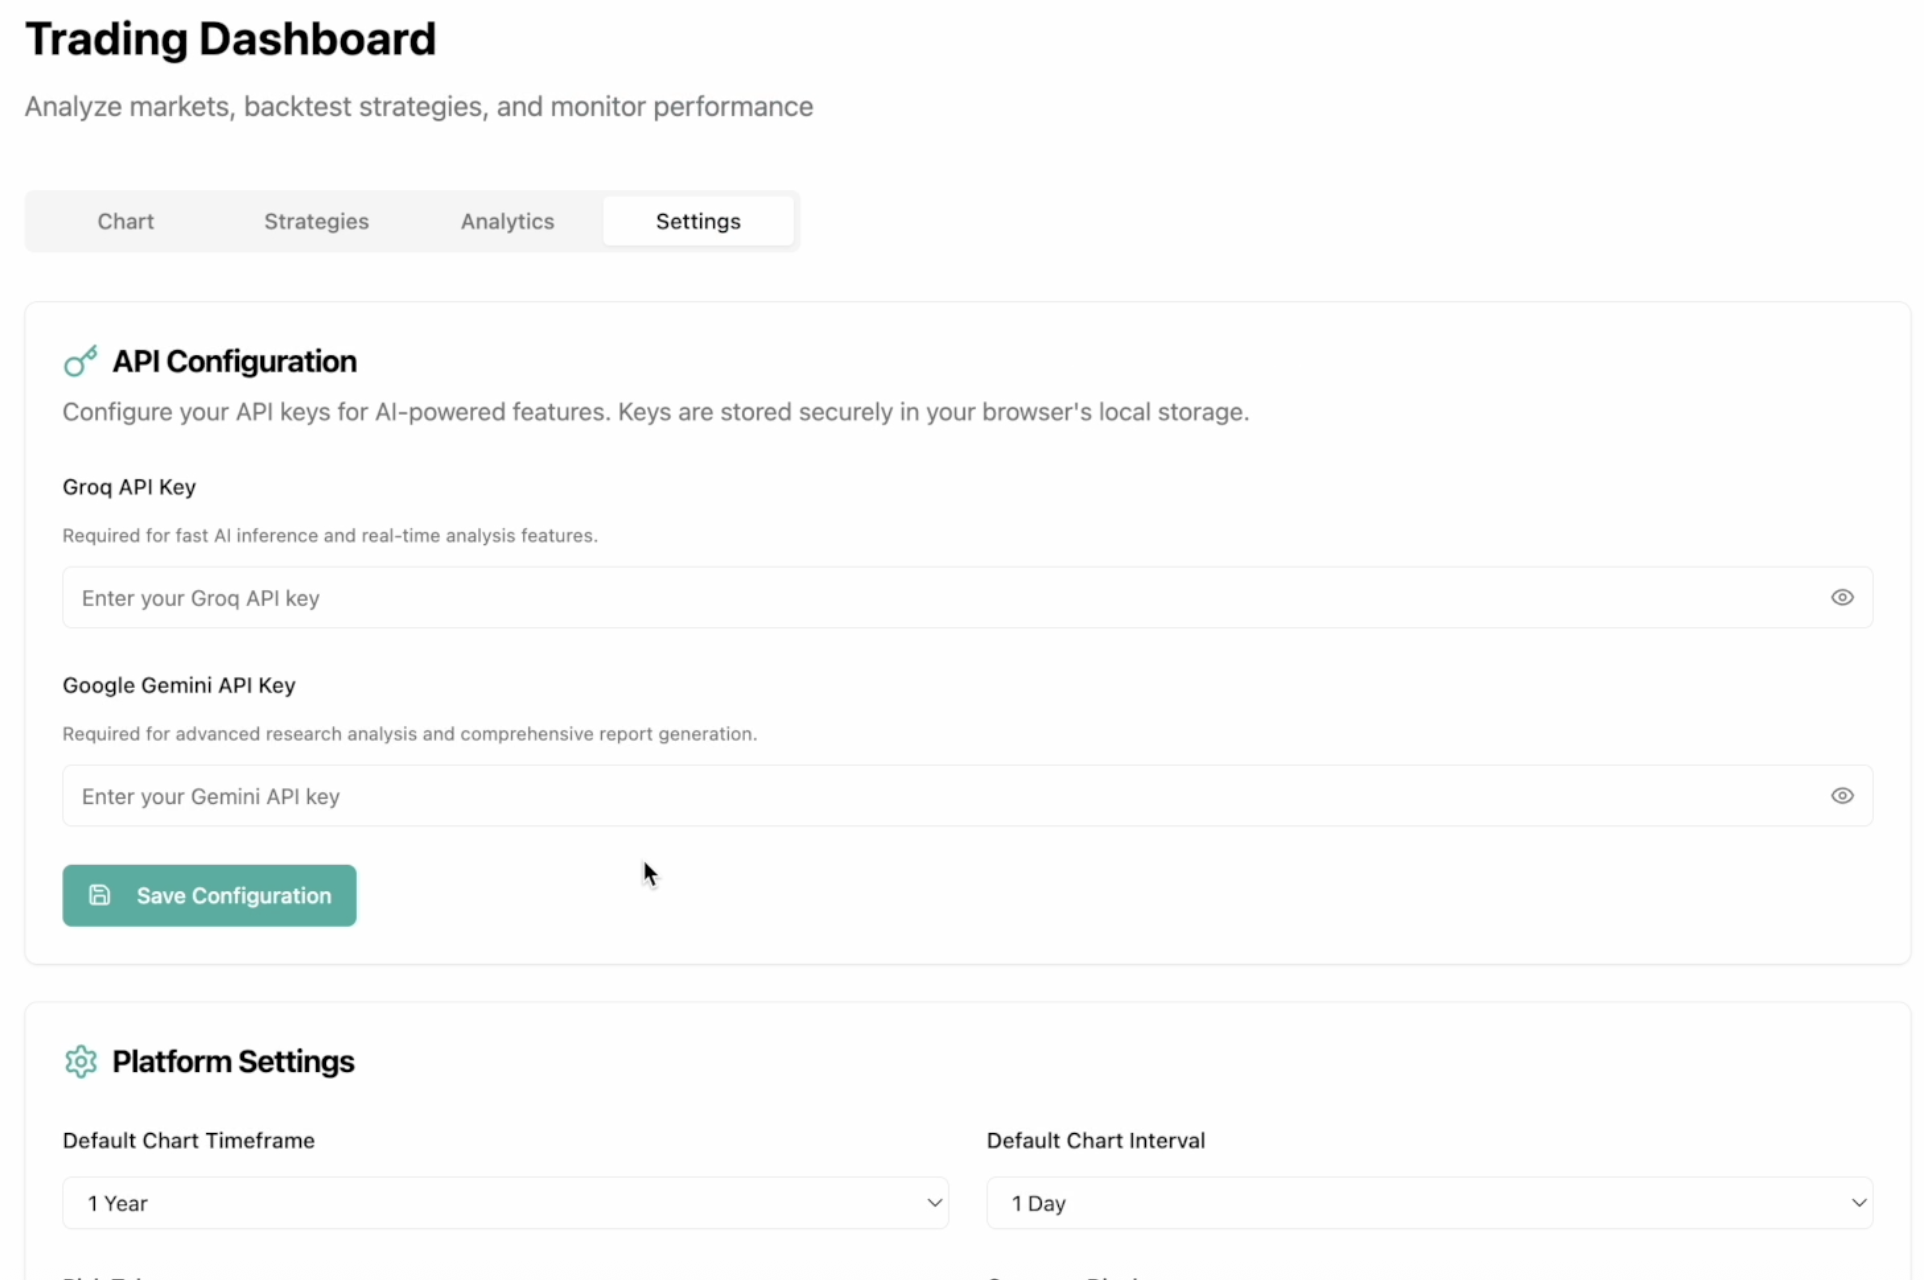 Trading Dashboard
Analyze markets, backtest strategies, and monitor performance
Chart Strategies Analytics Settings
API Configuration
Configure your API keys for AI-powered features. Keys are stored securely in your browser's local storage.
Groq API Key
Required for fast AI inference and real-time analysis features.
Enter your Groq API key
Google Gemini API Key
Required for advanced research analysis and comprehensive report generation.
Enter your Gemini API key
Save Configuration
Platform Settings
Default Chart Timeframe Default Chart Interval
1 Year 1 Day